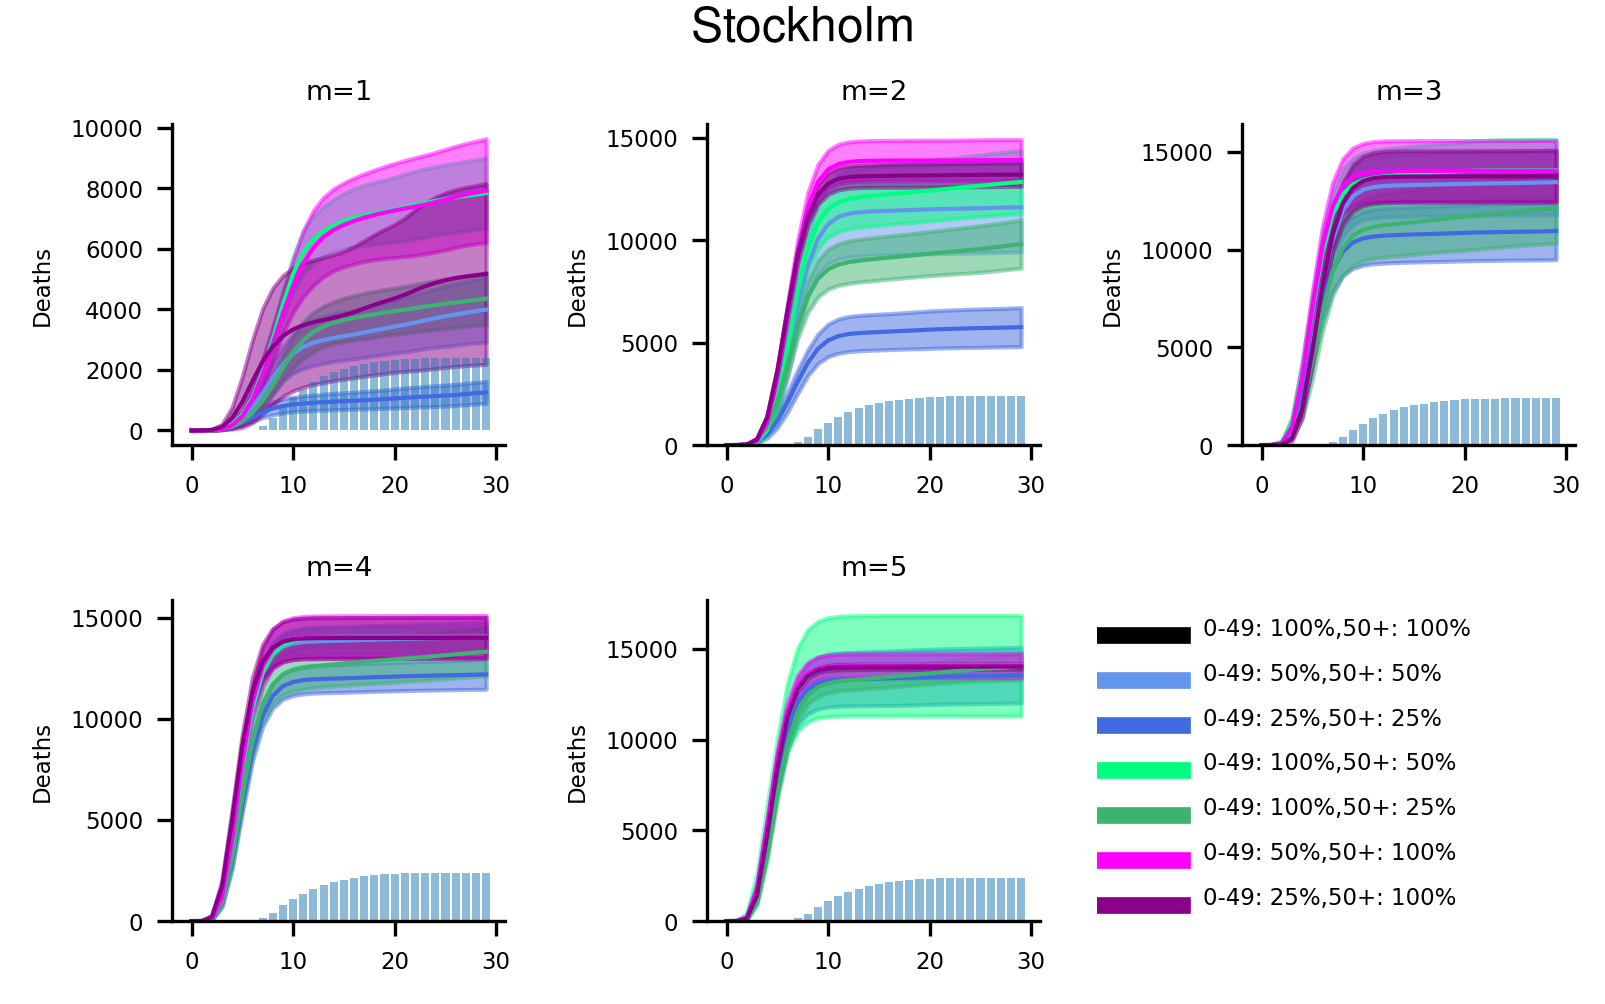 Stockholm
m=1
m=2
m=3
Deaths
10000
8000
6000
4000
2000
0
0 10 20 30
Deaths
15000
10000
5000
0
0 10 20 30
Deaths
15000
10000
5000
0
0 10 20 30
m=4
m=5
Deaths
15000
10000
5000
0
0 10 20 30
Deaths
15000
10000
5000
0
0 10 20 30
0-49: 100%,50+: 100%
0-49: 50%,50+: 50%
0-49: 25%,50+: 25%
0-49: 100%,50+: 50%
0-49: 100%,50+: 25%
0-49: 50%,50+: 100%
0-49: 25%,50+: 100%